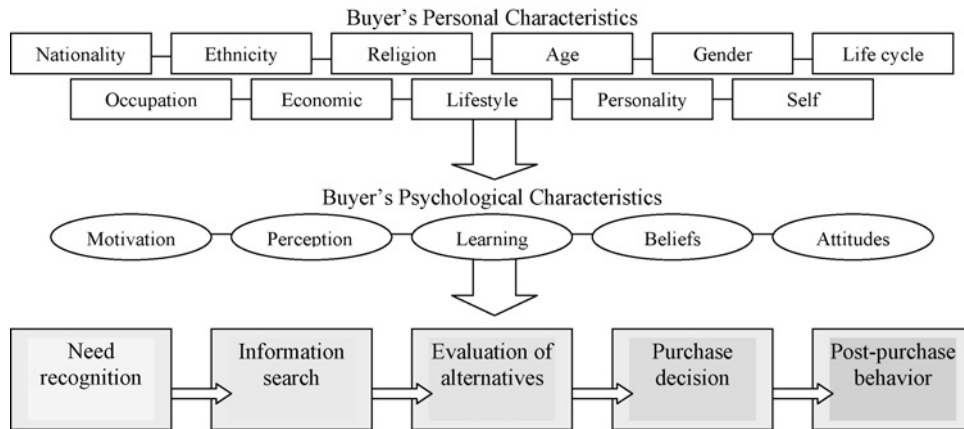 Buyer's Personal Characteristics
Nationality Ethnicity Religion Age Gender Life cycle
Occupation Economic Lifestyle Personality Self
Buyer's Psychological Characteristics
Motivation Perception Learning Beliefs Attitudes
Need recognition
Information search
Evaluation of alternatives
Purchase decision
Post-purchase behavior